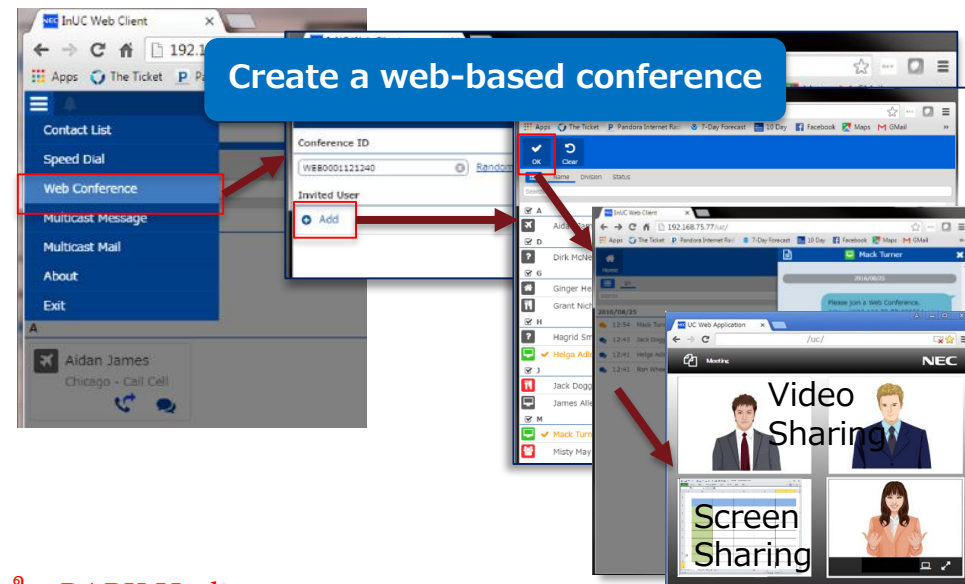 InUC Web Client
192.1
Apps The Ticket P
Create a web-based conference
Contact List
Speed Dial
Web Conference
Multicast Message
Multicast Mail
About
Exit
A
Aidan James
Chicago - Call Cell
Conference ID
WEB0001121240
Random
Invited User
Add
Apps The Ticket P Pandora Internet Rad 7-Day Forecast 10 Day Facebook Maps GMail
OK Clear
Name Division Status
A
D
Dirk McNe
G
Ginger He
Grant Nich
H
Hagrid Sm
Helga Adl
J
Jack Dogg
James Alle
M
Mack Turn
Misty May
InUC Web Client
192.168.75.77/uc/
Apps The Ticket P Pandora Internet Rad 7-Day Forecast 10 Day Facebook Maps GMail
Home
Mack Turner
2016/08/25
Please join a Web Conference.
2016/08/25
12:54 Mack Turn
12:43 Jack Dogg
12:41 Helga Adl
12:41 Ron Whe
UC Web Application
/uc/
Meeting
NEC
Video
Sharing
Screen
Sharing